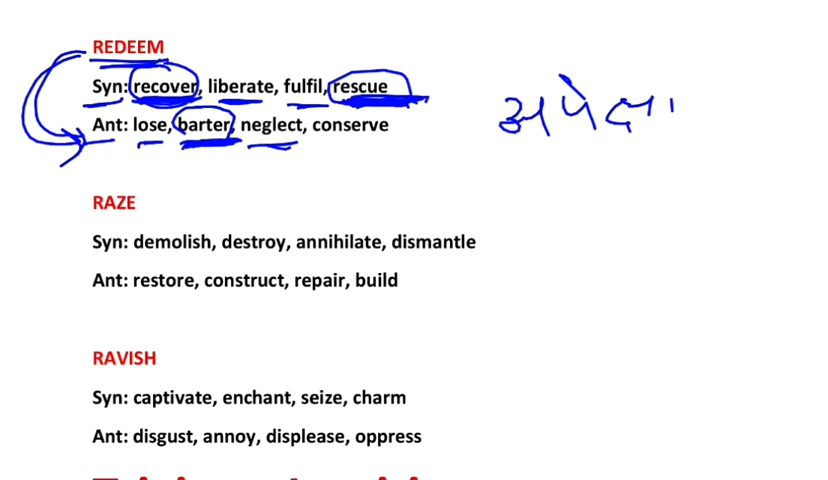 REDEEM
Syn: recover, liberate, fulfil, rescue
Ant: lose, barter, neglect, conserve
अपेक्षा
RAZE
Syn: demolish, destroy, annihilate, dismantle
Ant: restore, construct, repair, build
RAVISH
Syn: captivate, enchant, seize, charm
Ant: disgust, annoy, displease, oppress